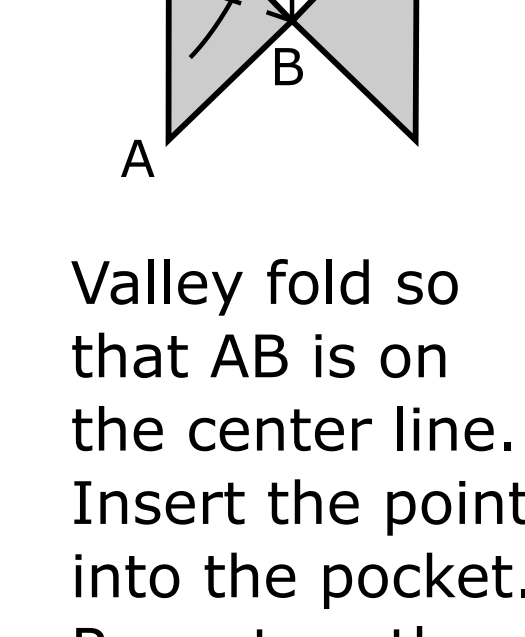 B
A
Valley fold so
that AB is on
the center line.
Insert the point
into the pocket.